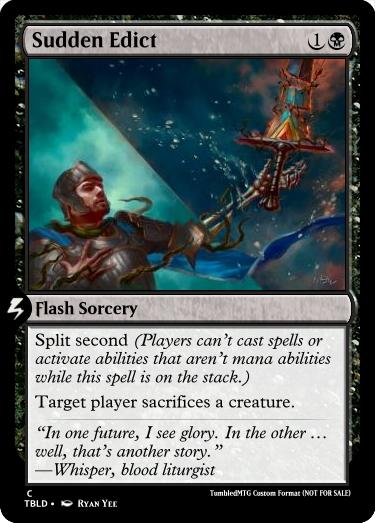 Sudden Edict 1
Flash Sorcery
Split second (Players can't cast spells or
activate abilities that aren't mana abilities
while this spell is on the stack.)
Target player sacrifices a creature.
"In one future, I see glory. In the other …
well, that's another story."
—Whisper, blood liturgist
C
TBLD • Ryan Yee
TumbledMTG Custom Format (NOT FOR SALE)